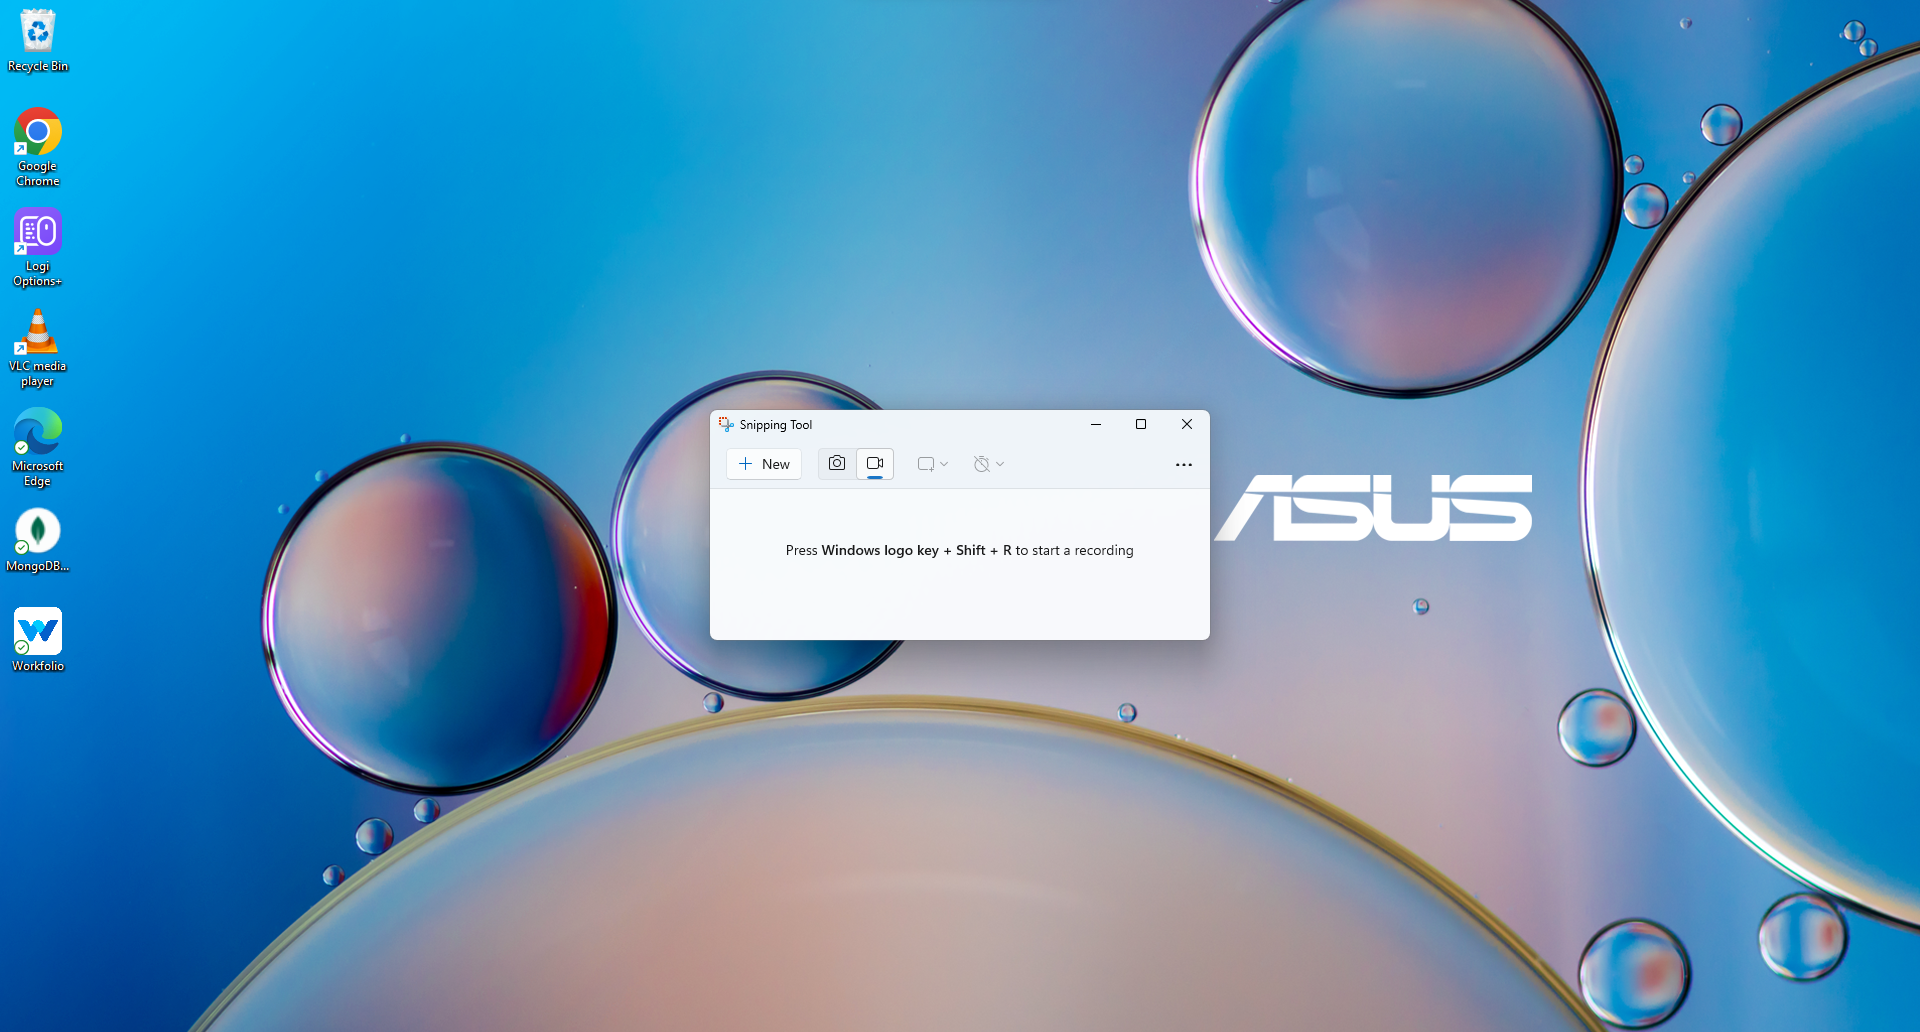 Recycle Bin
Google
Chrome
Logi
Options+
VLC media
player
Microsoft
Edge
MongoDB...
Workfolio
Snipping Tool
New
Press Windows logo key + Shift + R to start a recording
ASUS